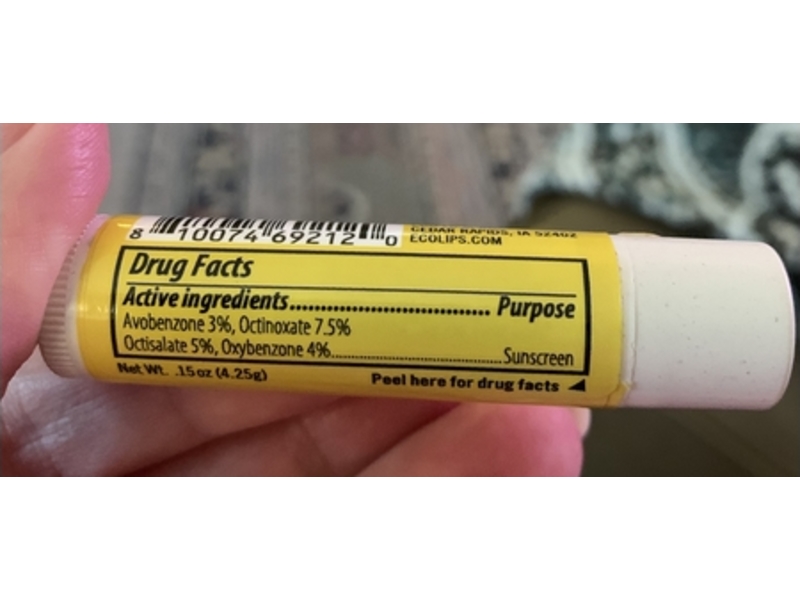 8 10074 69212 0
CEDAR RAPIDS, IA 52402
ECOLIPS.COM
Drug Facts
Active ingredients................................... Purpose
Avobenzone 3%, Octinoxate 7.5%
Octisalate 5%, Oxybenzone 4%...................................Sunscreen
Net Wt. .15 oz (4.25g)
Peel here for drug facts